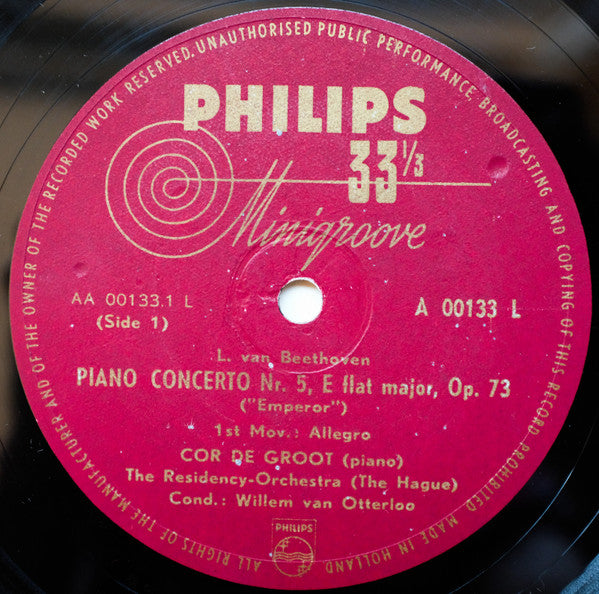 ALL RIGHTS OF THE MANUFACTURER AND OF THE OWNER OF THE RECORDED WORK RESERVED. UNAUTHORISED PUBLIC PERFORMANCE, BROADCASTING AND COPYING OF THIS RECORD PROHIBITED. MADE IN HOLLAND
PHILIPS
33 1/3
Minigroove
AA 00133.1 L
(Side 1)
A 00133 L
L. van Beethoven
PIANO CONCERTO Nr. 5, E flat major, Op. 73
("Emperor")
1st Mov.: Allegro
COR DE GROOT (piano)
The Residency-Orchestra (The Hague)
Cond.: Willem van Otterloo
PHILIPS